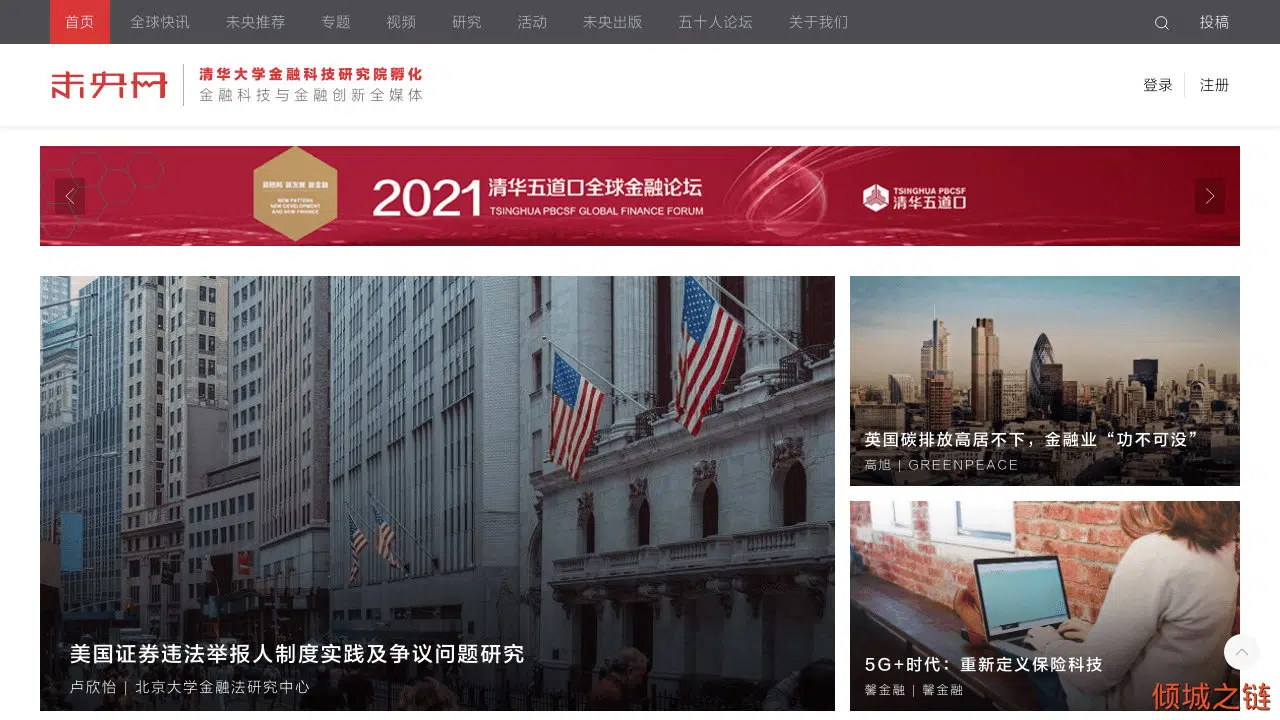 首页 全球快讯 未央推荐 专题 视频 研究 活动 未央出版 五十人论坛 关于我们 投稿
未央网 清华大学金融科技研究院孵化
金融科技与金融创新全媒体
登录 注册
新格局 新发展 新金融
NEW PATTERN
NEW DEVELOPMENT
AND NEW FINANCE
2021 清华五道口全球金融论坛
TSINGHUA PBCSF GLOBAL FINANCE FORUM
TSINGHUA PBCSF
清华五道口
美国证券违法举报人制度实践及争议问题研究
卢欣怡 | 北京大学金融法研究中心
英国碳排放高居不下，金融业“功不可没”
高旭 | GREENPEACE
5G+时代：重新定义保险科技
馨金融 | 馨金融
倾城之链